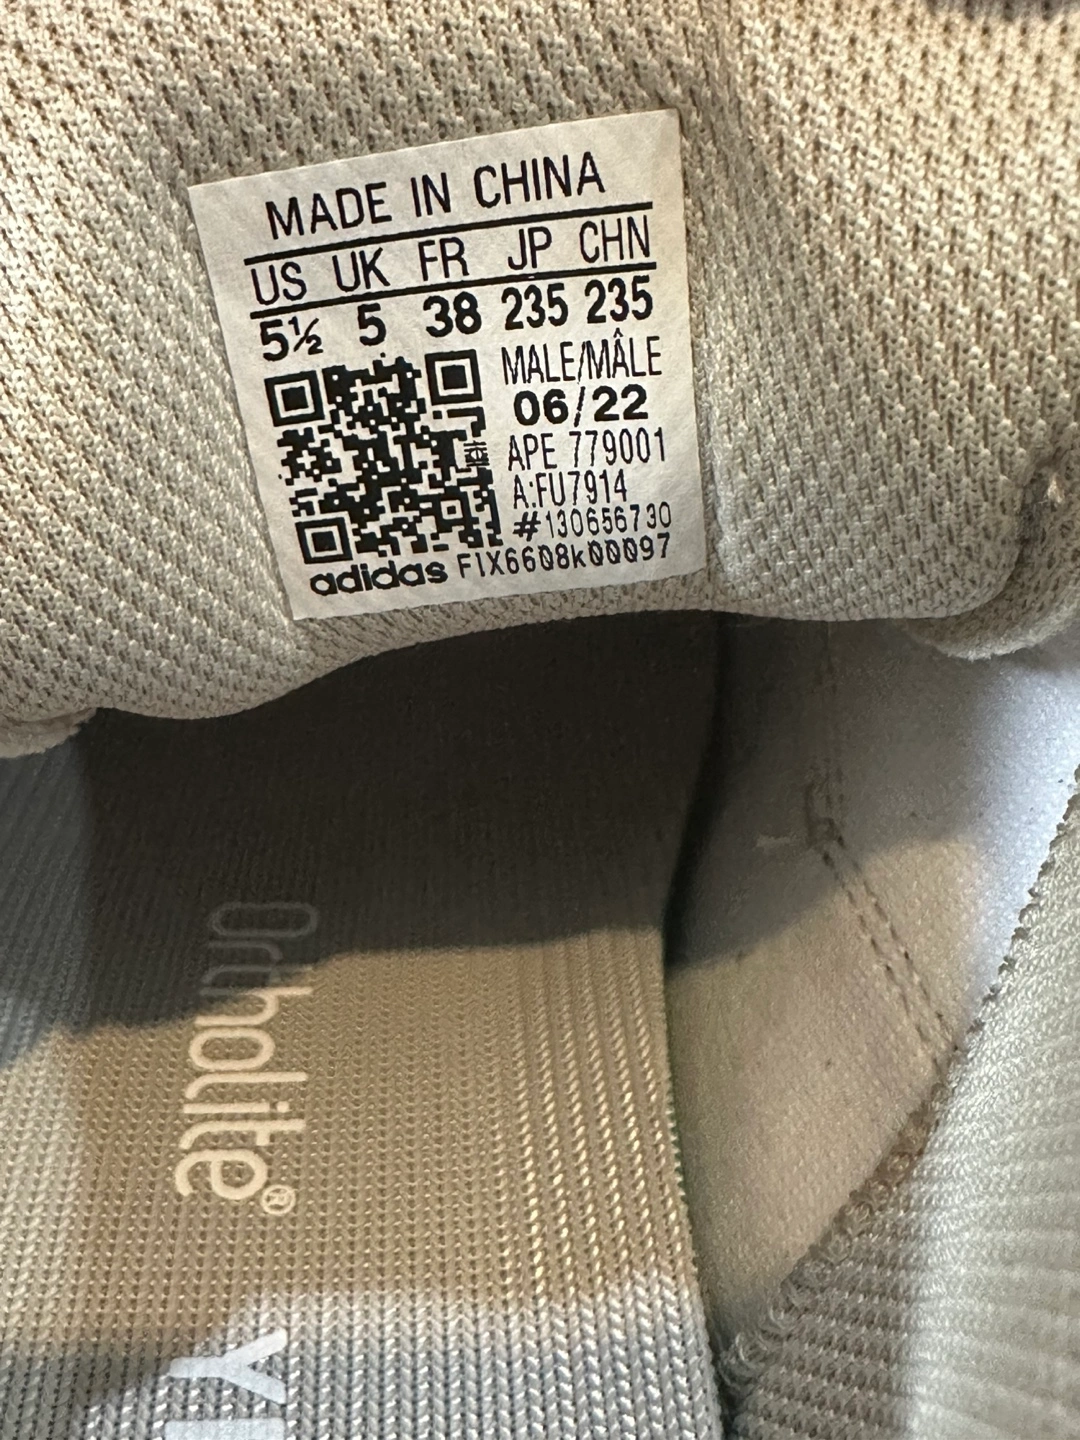 MADE IN CHINA
US UK FR JP CHN
5½ 5 38 235 235
MALE/MÂLE
06/22
APE 779001
A:FU7914
#130656730
adidas F1X6608k00097
Ortholite®